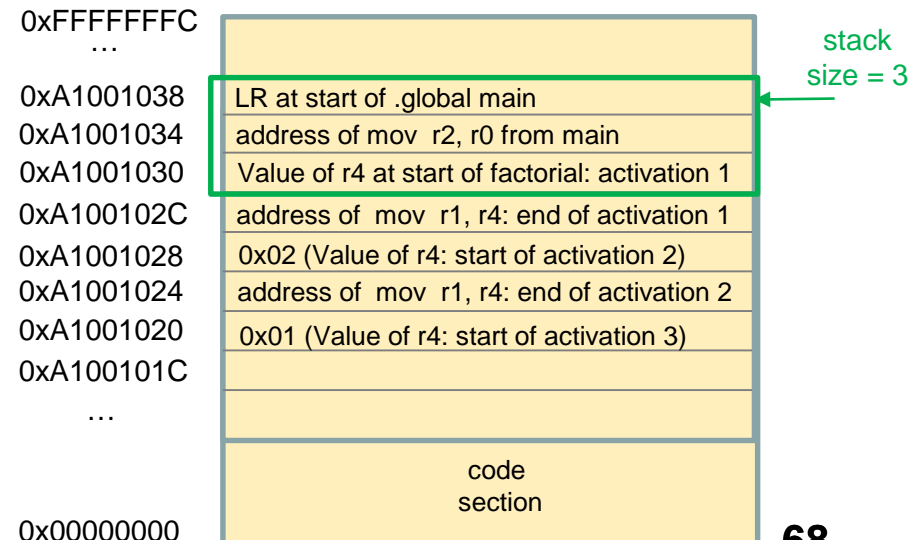 0xFFFFFFFC
…
stack
size = 3
0xA1001038 LR at start of .global main
0xA1001034 address of mov r2, r0 from main
0xA1001030 Value of r4 at start of factorial: activation 1
0xA100102C address of mov r1, r4: end of activation 1
0xA1001028 0x02 (Value of r4: start of activation 2)
0xA1001024 address of mov r1, r4: end of activation 2
0xA1001020 0x01 (Value of r4: start of activation 3)
0xA100101C
…
code
section
0x00000000
68